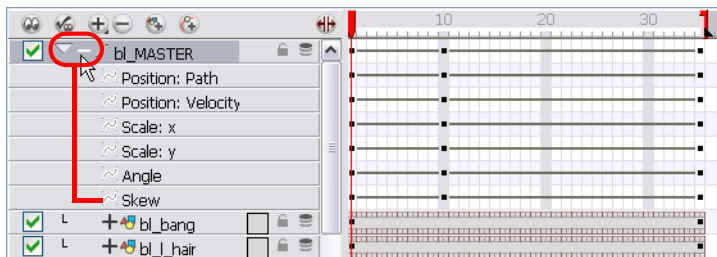 10 20 30
bl_MASTER
Position: Path
Position: Velocity
Scale: x
Scale: y
Angle
Skew
bl_bang
bl_l_hair